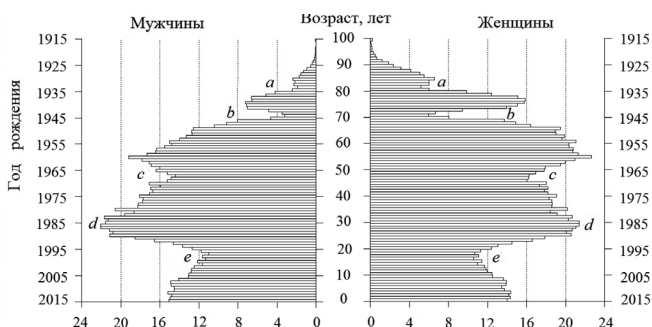 Мужчины Возраст, лет Женщины
1915 100 1915
1925 90 1925
a a
1935 80 1935
b b
1945 70 1945
1955 60 1955
c c
1965 50 1965
1975 40 1975
1985 d 30 d 1985
1995 e 20 e 1995
2005 10 2005
2015 0 2015
24 20 16 12 8 4 0 0 4 8 12 16 20 24
Год рождения